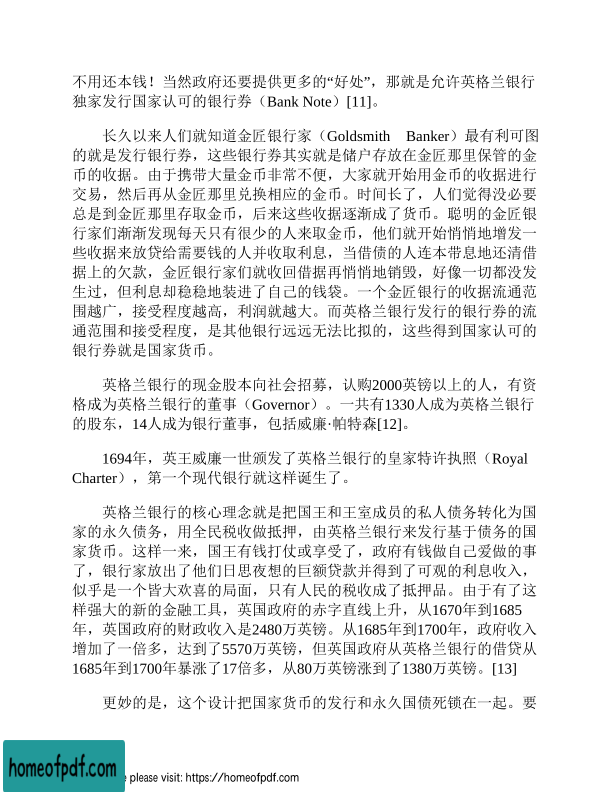 不用还本钱！当然政府还要提供更多的“好处”，那就是允许英格兰银行
独家发行国家认可的银行券（Bank Note）[11]。
长久以来人们就知道金匠银行家（Goldsmith Banker）最有利可图
的就是发行银行券，这些银行券其实就是储户存放在金匠那里保管的金
币的收据。由于携带大量金币非常不便，大家就开始用金币的收据进行
交易，然后再从金匠那里兑换相应的金币。时间长了，人们觉得没必要
总是到金匠那里存取金币，后来这些收据逐渐成了货币。聪明的金匠银
行家们渐渐发现每天只有很少的人来取金币，他们就开始悄悄地增发一
些收据来放贷给需要钱的人并收取利息，当借债的人连本带息地还清借
据上的欠款，金匠银行家们就收回借据再悄悄地销毁，好像一切都没发
生过，但利息却稳稳地装进了自己的钱袋。一个金匠银行的收据流通范
围越广，接受程度越高，利润就越大。而英格兰银行发行的银行券的流
通范围和接受程度，是其他银行远远无法比拟的，这些得到国家认可的
银行券就是国家货币。
英格兰银行的现金股本向社会招募，认购2000英镑以上的人，有资
格成为英格兰银行的董事（Governor）。一共有1330人成为英格兰银行
的股东，14人成为银行董事，包括威廉·帕特森[12]。
1694年，英王威廉一世颁发了英格兰银行的皇家特许执照（Royal
Charter），第一个现代银行就这样诞生了。
英格兰银行的核心理念就是把国王和王室成员的私人债务转化为国
家的永久债务，用全民税收做抵押，由英格兰银行来发行基于债务的国
家货币。这样一来，国王有钱打仗或享受了，政府有钱做自己爱做的事
了，银行家放出了他们日思夜想的巨额贷款并得到了可观的利息收入，
似乎是一个皆大欢喜的局面，只有人民的税收成了抵押品。由于有了这
样强大的新的金融工具，英国政府的赤字直线上升，从1670年到1685
年，英国政府的财政收入是2480万英镑。从1685年到1700年，政府收入
增加了一倍多，达到了5570万英镑，但英国政府从英格兰银行的借贷从
1685年到1700年暴涨了17倍多，从80万英镑涨到了1380万英镑。[13]
更妙的是，这个设计把国家货币的发行和永久国债死锁在一起。要
homeofpdf.com
e please visit: https://homeofpdf.com